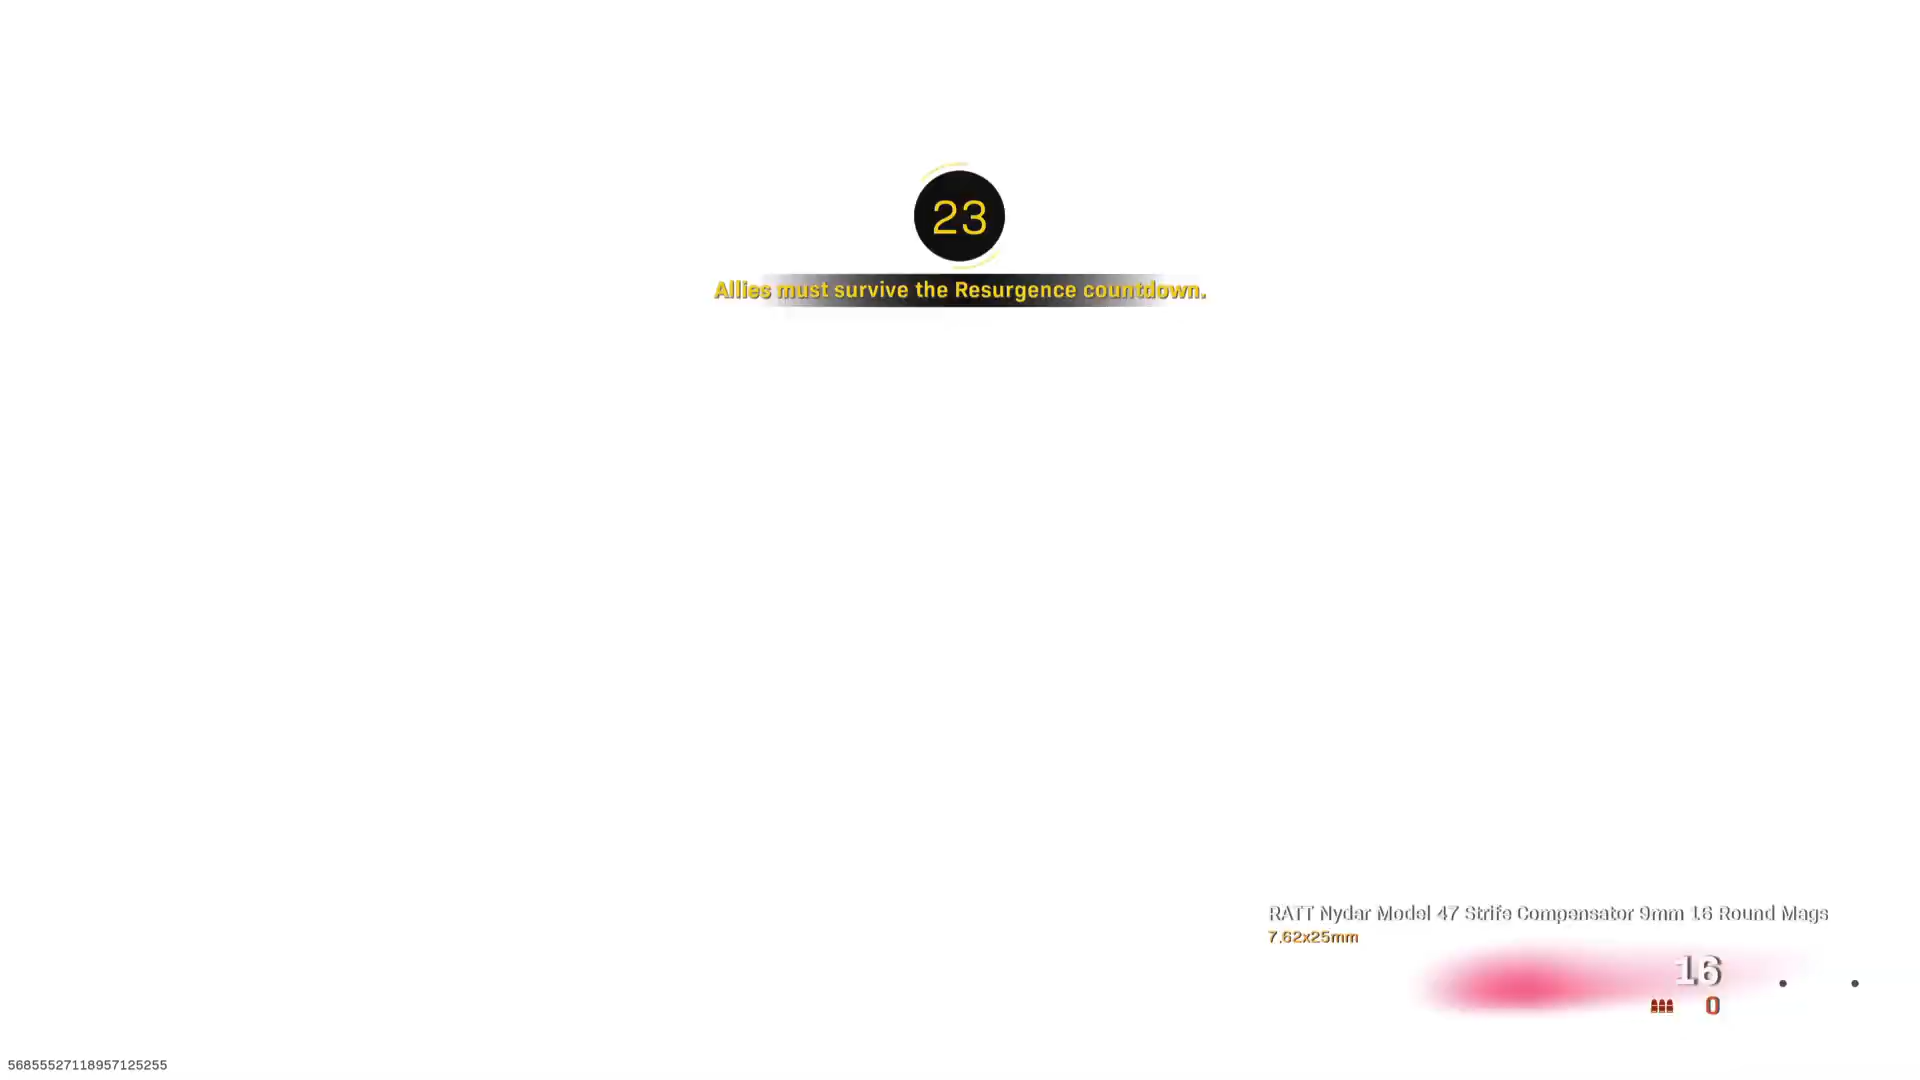 23
Allies must survive the Resurgence countdown.
RATT Nydar Model 47 Strife Compensator 9mm 16 Round Mags
7.62x25mm
16
0
56855527118957125255